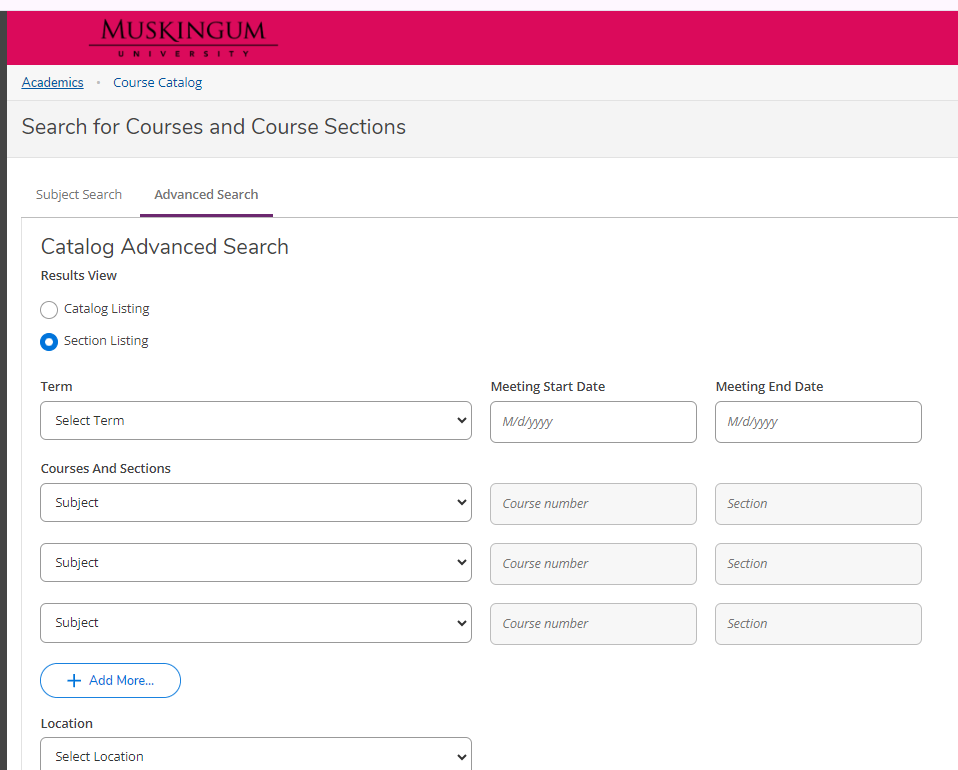 MUSKINGUM
UNIVERSITY
Academics • Course Catalog
Search for Courses and Course Sections
Subject Search Advanced Search
Catalog Advanced Search
Results View
Catalog Listing
Section Listing
Term Meeting Start Date Meeting End Date
Select Term M/d/yyyy M/d/yyyy
Courses And Sections
Subject Course number Section
Subject Course number Section
Subject Course number Section
+ Add More...
Location
Select Location